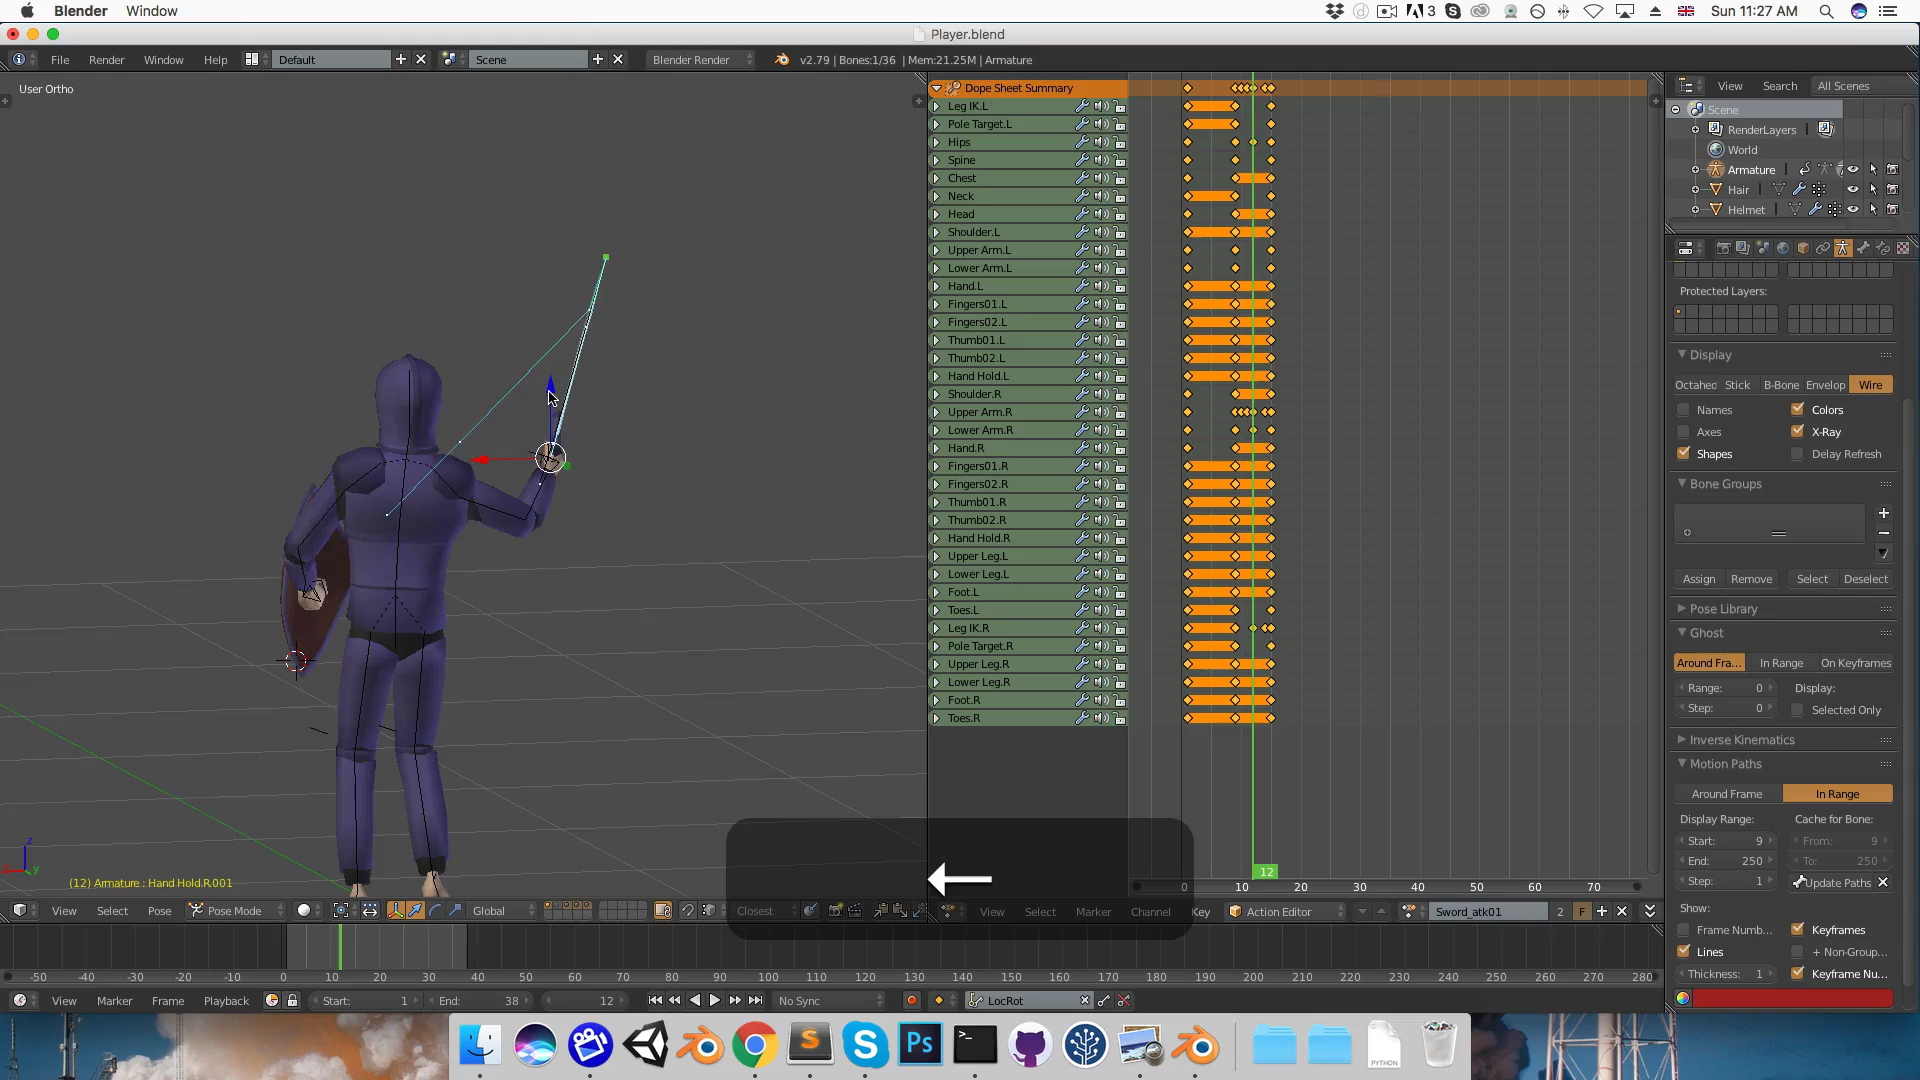 Blender Window
3 Sun 11:27 AM
Player.blend
File Render Window Help Default Scene Blender Render v2.79 | Bones:1/36 | Mem:21.25M | Armature
User Ortho
Dope Sheet Summary
Leg IK.L
Pole Target.L
Hips
Spine
Chest
Neck
Head
Shoulder.L
Upper Arm.L
Lower Arm.L
Hand.L
Fingers01.L
Fingers02.L
Thumb01.L
Thumb02.L
Hand Hold.L
Shoulder.R
Upper Arm.R
Lower Arm.R
Hand.R
Fingers01.R
Fingers02.R
Thumb01.R
Thumb02.R
Hand Hold.R
Upper Leg.L
Lower Leg.L
Foot.L
Toes.L
Leg IK.R
Pole Target.R
Upper Leg.R
Lower Leg.R
Foot.R
Toes.R
View Search All Scenes
Scene
RenderLayers
World
Armature
Hair
Helmet
Protected Layers:
Display
Octahed Stick B-Bone Envelop Wire
Names Colors
Axes X-Ray
Shapes Delay Refresh
Bone Groups
Assign Remove Select Deselect
Pose Library
Ghost
Around Fra... In Range On Keyframes
Range: 0 Display:
Step: 0 Selected Only
Inverse Kinematics
Motion Paths
Around Frame In Range
Display Range: Cache for Bone:
Start: 9 From: 9
End: 250 To: 250
Step: 1 Update Paths
Show:
Frame Numb... Keyframes
Lines + Non-Group...
Thickness: 1 Keyframe Nu...
12
0 10 20 30 40 50 60 70
(12) Armature : Hand Hold.R.001
z
y
View Select Pose Pose Mode Global Closest
View Select Marker Channel Key Action Editor Sword_atk01 2 F
-50 -40 -30 -20 -10 0 10 20 30 40 50 60 70 80 90 100 110 120 130 140 150 160 170 180 190 200 210 220 230 240 250 260 270 280
View Marker Frame Playback Start: 1 End: 38 12 No Sync LocRot
Ps
PYTHON